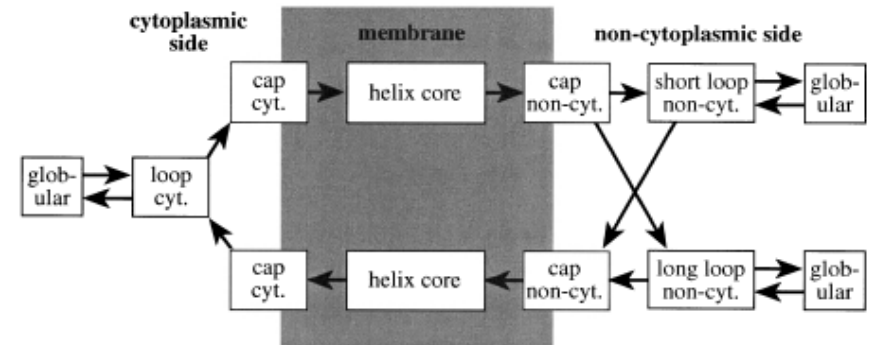 cytoplasmic
side
membrane
non-cytoplasmic side
cap
cyt.
helix core
cap
non-cyt.
short loop
non-cyt.
glob-
ular
glob-
ular
loop
cyt.
cap
cyt.
helix core
cap
non-cyt.
long loop
non-cyt.
glob-
ular